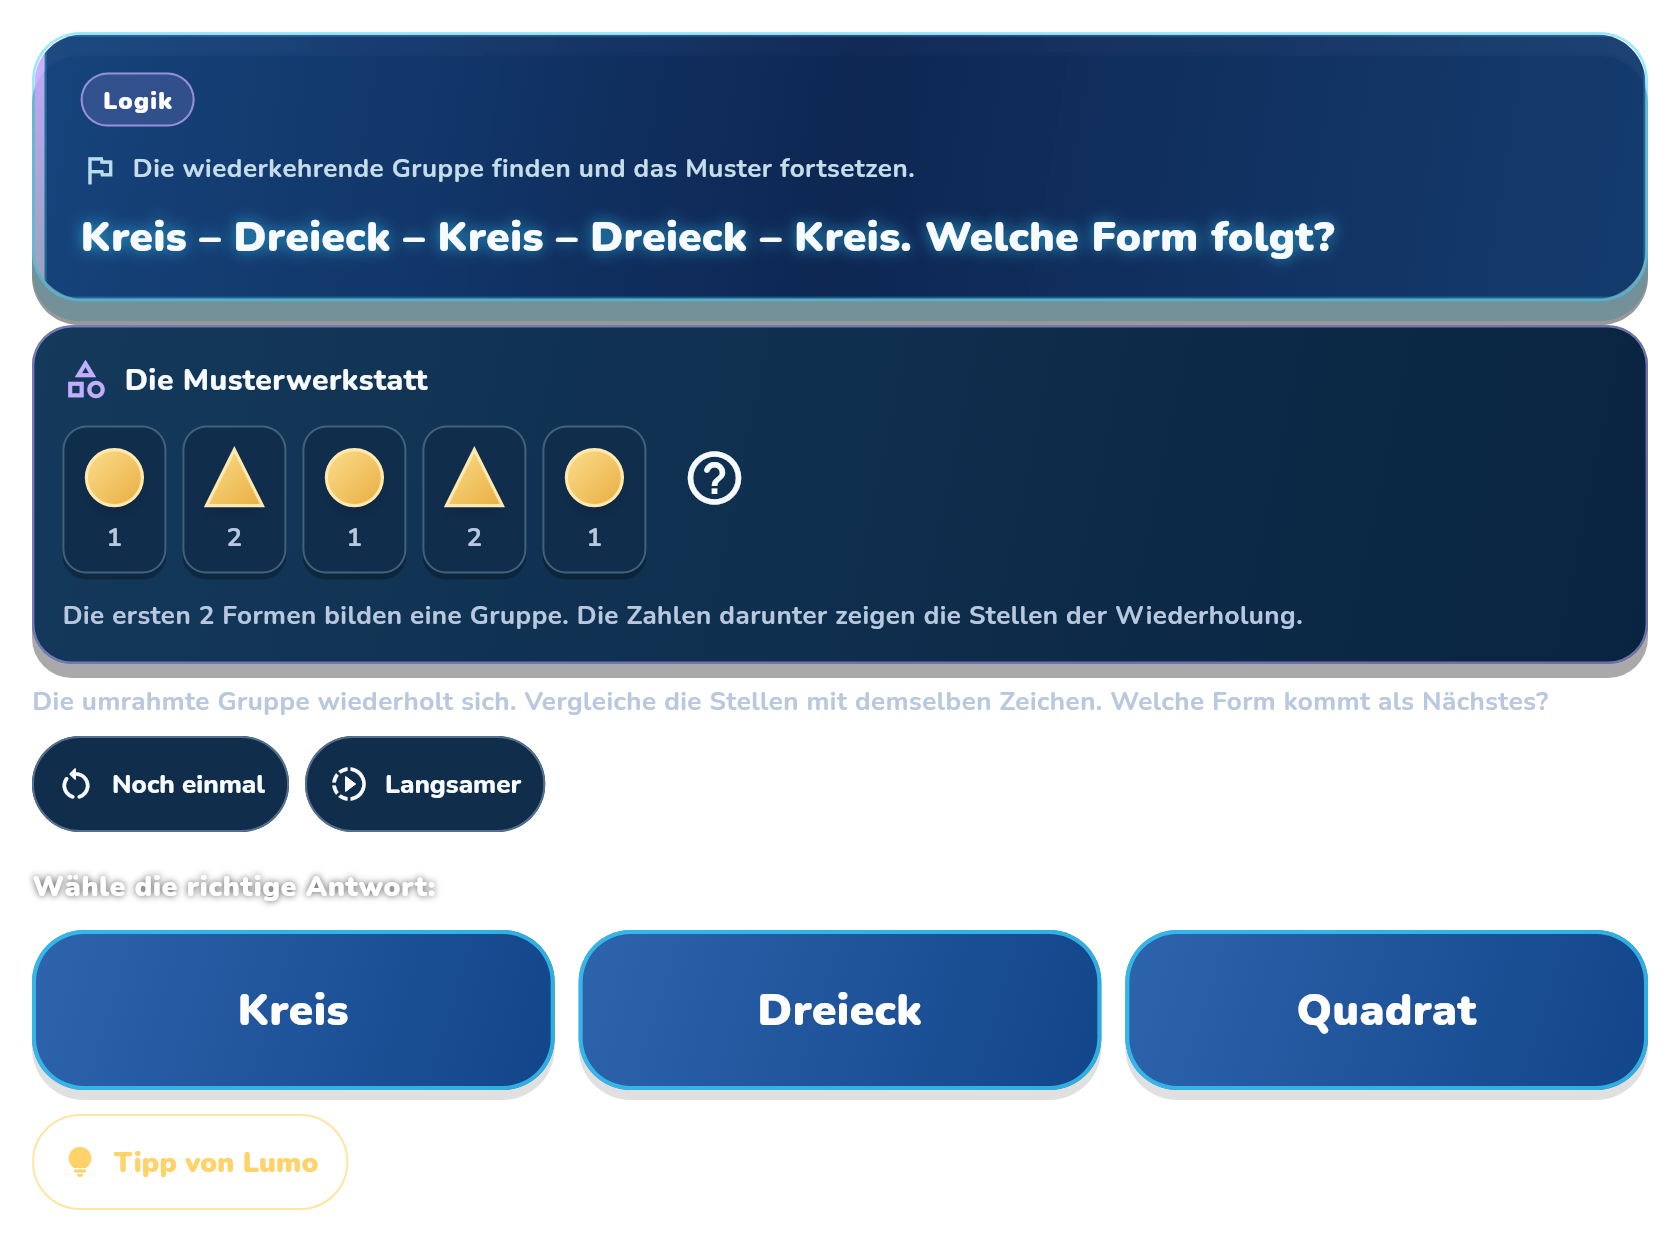 Logik
Die wiederkehrende Gruppe finden und das Muster fortsetzen.
Kreis – Dreieck – Kreis – Dreieck – Kreis. Welche Form folgt?
Die Musterwerkstatt
1 2 1 2 1
Die ersten 2 Formen bilden eine Gruppe. Die Zahlen darunter zeigen die Stellen der Wiederholung.
Die umrahmte Gruppe wiederholt sich. Vergleiche die Stellen mit demselben Zeichen. Welche Form kommt als Nächstes?
Noch einmal Langsamer
Wähle die richtige Antwort:
Kreis Dreieck Quadrat
Tipp von Lumo